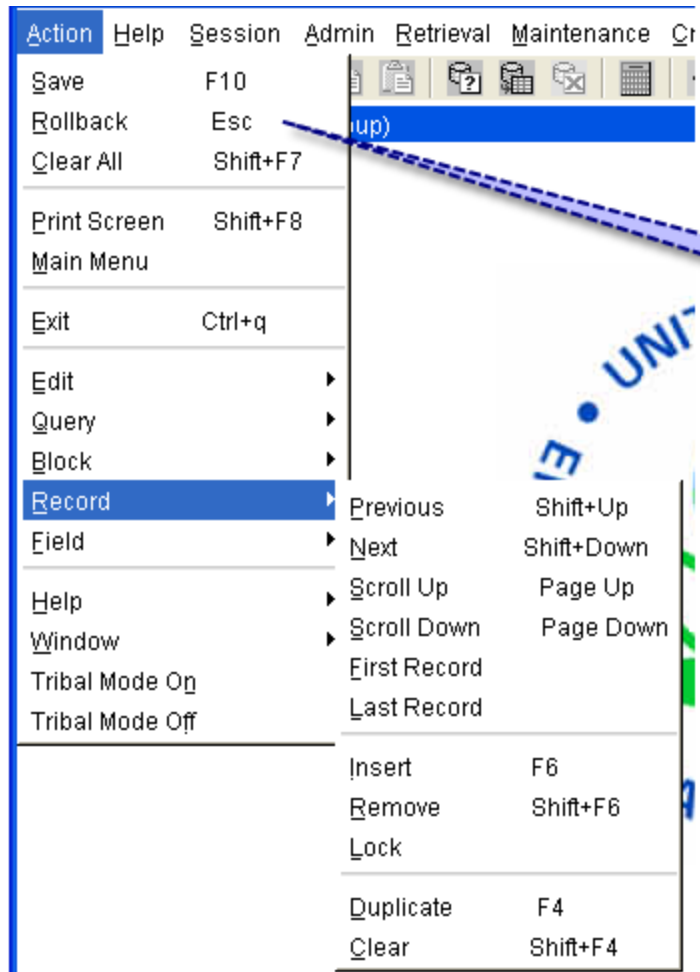 Action Help Session Admin Retrieval Maintenance
Save F10
Rollback Esc
Clear All Shift+F7
Print Screen Shift+F8
Main Menu
Exit Ctrl+q
Edit
Query
Block
Record
Field
Help
Window
Tribal Mode On
Tribal Mode Off
Previous Shift+Up
Next Shift+Down
Scroll Up Page Up
Scroll Down Page Down
First Record
Last Record
Insert F6
Remove Shift+F6
Lock
Duplicate F4
Clear Shift+F4